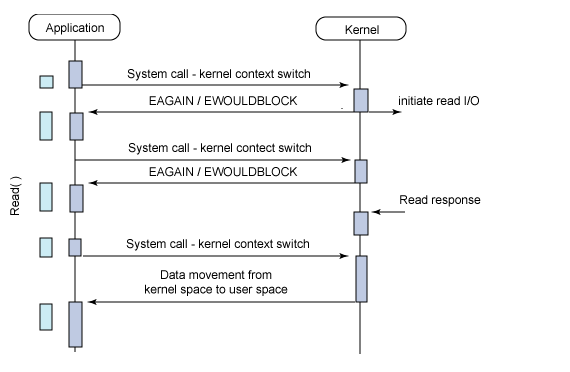 Application
Kernel
System call - kernel context switch
EAGAIN / EWOULDBLOCK
initiate read I/O
System call - kernel contect switch
EAGAIN / EWOULDBLOCK
Read( )
Read response
System call - kernel context switch
Data movement from
kernel space to user space